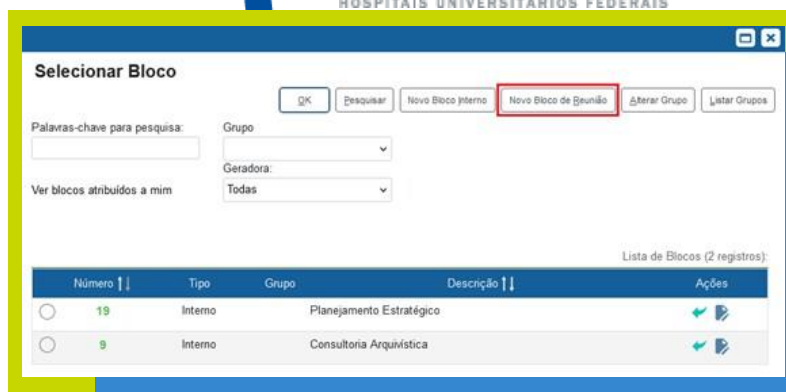 HOSPITAIS UNIVERSITÁRIOS FEDERAIS
Selecionar Bloco
OK Pesquisar Novo Bloco Interno Novo Bloco de Reunião Alterar Grupo Listar Grupos
Palavras-chave para pesquisa: Grupo
Geradora:
Ver blocos atribuídos a mim Todas
Lista de Blocos (2 registros):
Número Tipo Grupo Descrição Ações
19 Interno Planejamento Estratégico
9 Interno Consultoria Arquivística